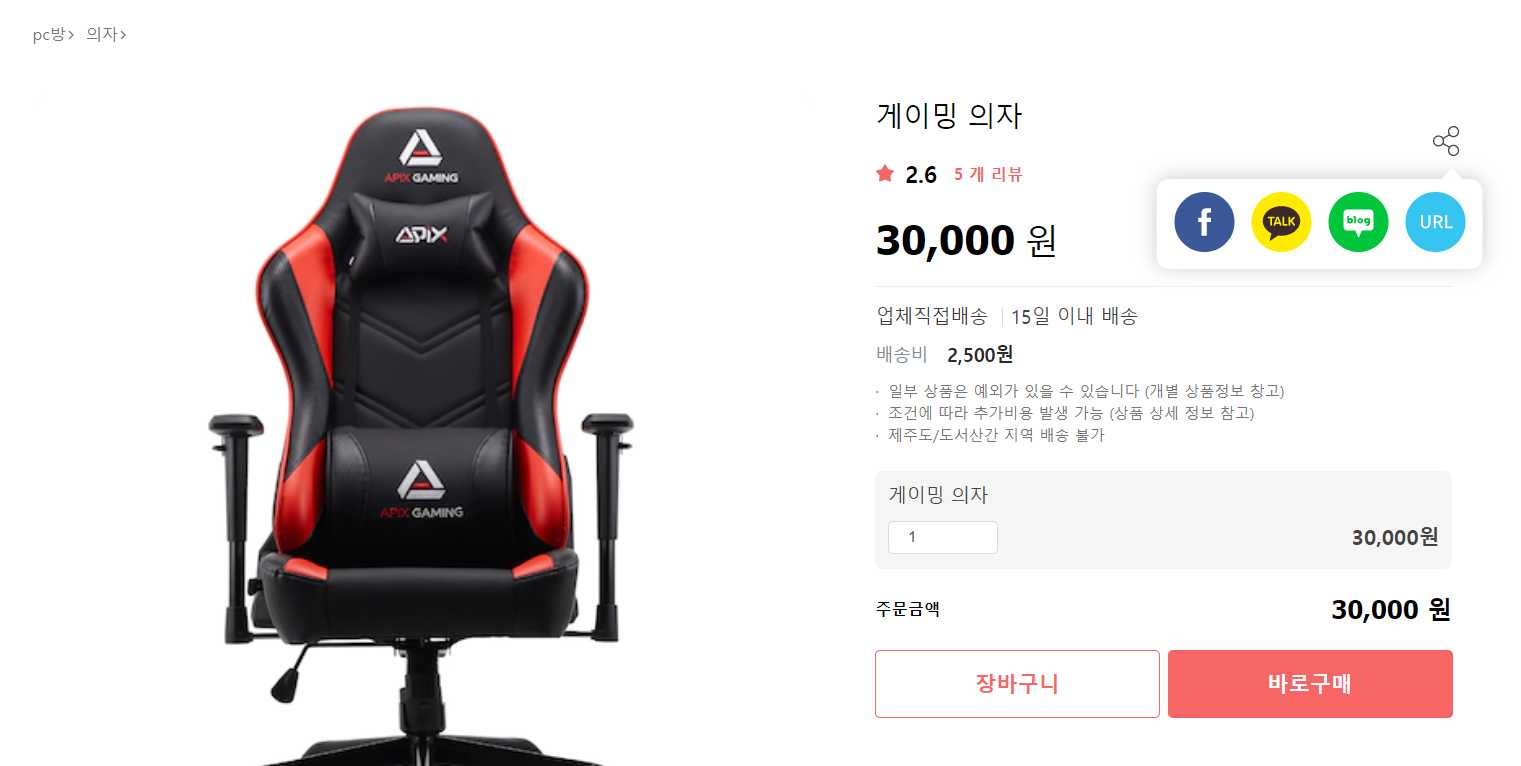 pc방> 의자>
APIX GAMING
APIX
APIX GAMING
게이밍 의자
2.6 5 개 리뷰
f TALK blog URL
30,000 원
업체직접배송 15일 이내 배송
배송비 2,500원
· 일부 상품은 예외가 있을 수 있습니다 (개별 상품정보 창고)
· 조건에 따라 추가비용 발생 가능 (상품 상세 정보 참고)
· 제주도/도서산간 지역 배송 불가
게이밍 의자
1 30,000원
주문금액 30,000 원
장바구니 바로구매